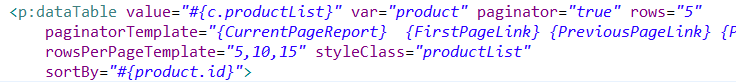 <p:dataTable value="#{c.productList}" var="product" paginator="true" rows="5"
paginatorTemplate="{CurrentPageReport}  {FirstPageLink} {PreviousPageLink} {P
rowsPerPageTemplate="5,10,15" styleClass="productList"
sortBy="#{product.id}">